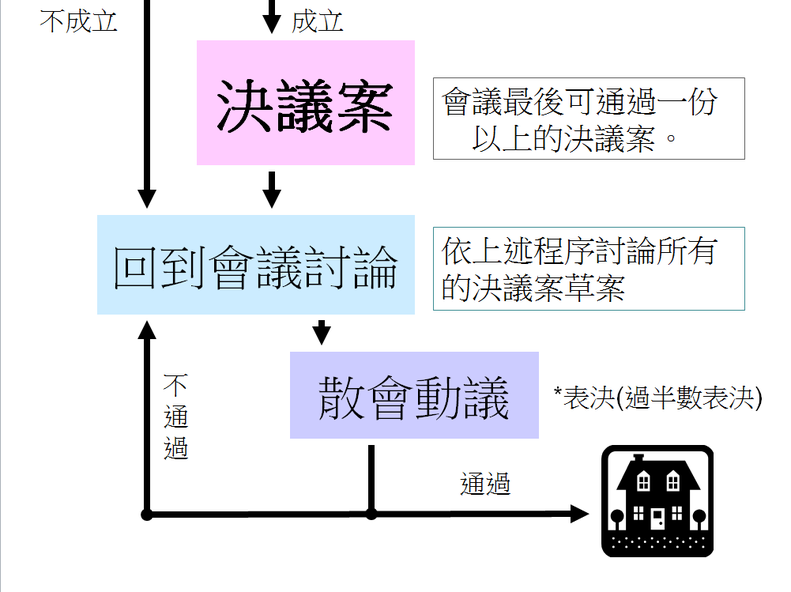 不成立
成立
決議案
會議最後可通過一份
以上的決議案。
回到會議討論
依上述程序討論所有
的決議案草案
散會動議
*表決(過半數表決)
不
通
過
通過